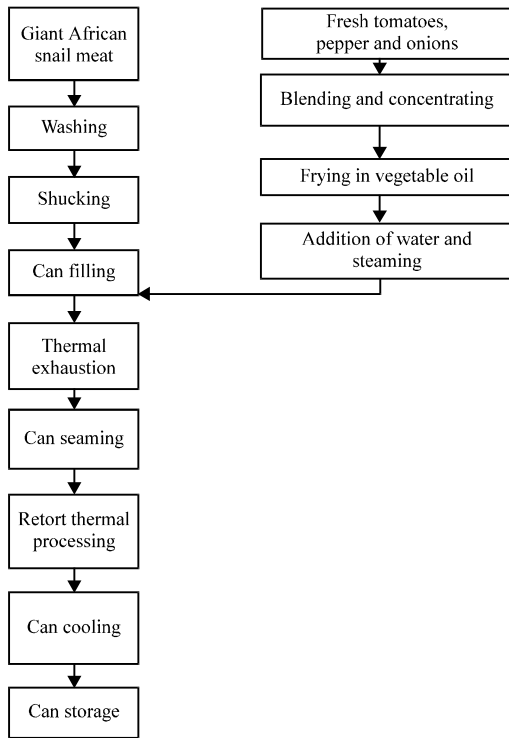 Giant African
snail meat
Washing
Shucking
Can filling
Thermal
exhaustion
Can seaming
Retort thermal
processing
Can cooling
Can storage
Fresh tomatoes,
pepper and onions
Blending and concentrating
Frying in vegetable oil
Addition of water and
steaming